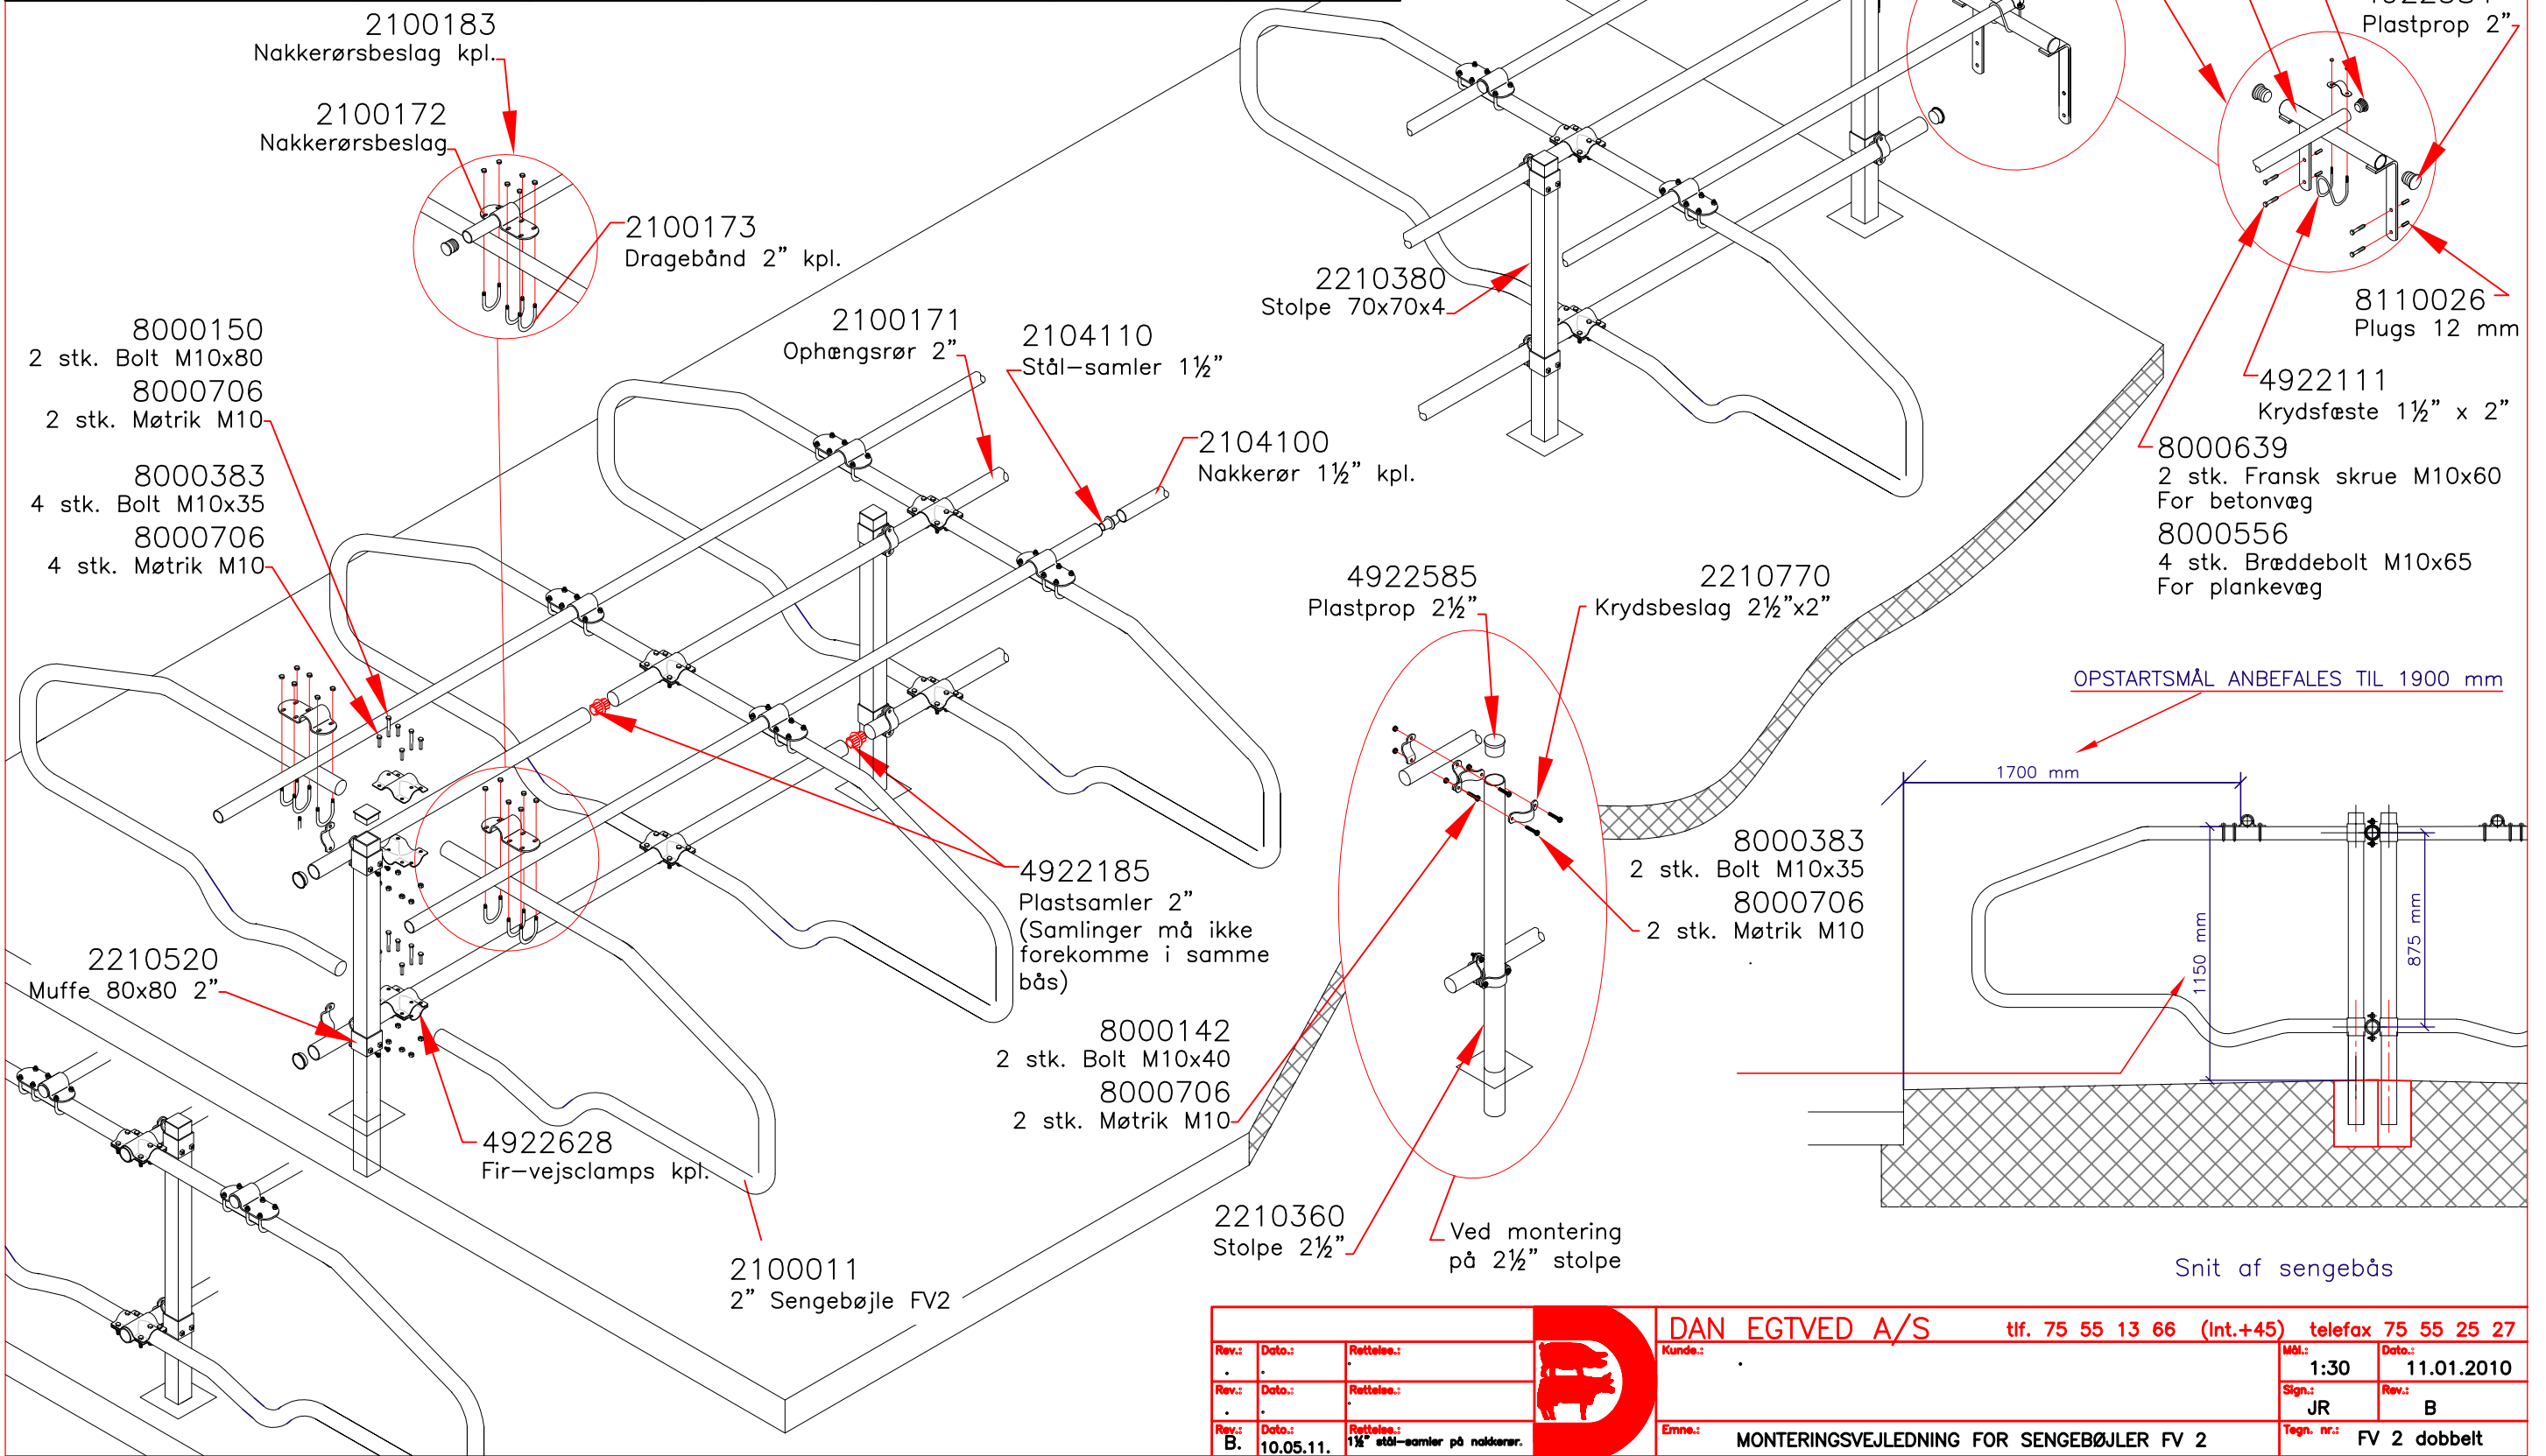 2100183
Nakkerørsbeslag kpl.
2100172
Nakkerørsbeslag
2100173
Dragebånd 2" kpl.
8000150
2 stk. Bolt M10x80
8000706
2 stk. Møtrik M10
8000383
4 stk. Bolt M10x35
8000706
4 stk. Møtrik M10
2100171
Ophængsrør 2"
2104110
Stål-samler 1½"
2104100
Nakkerør 1½" kpl.
2210380
Stolpe 70x70x4
Plastprop 2"
8110026
Plugs 12 mm
4922111
Krydsfæste 1½" x 2"
8000639
2 stk. Fransk skrue M10x60
For betonvæg
8000556
4 stk. Bræddebolt M10x65
For plankevæg
4922585
Plastprop 2½"
2210770
Krydsbeslag 2½"x2"
OPSTARTSMÅL ANBEFALES TIL 1900 mm
1700 mm
1150 mm
875 mm
8000383
2 stk. Bolt M10x35
8000706
2 stk. Møtrik M10
4922185
Plastsamler 2"
(Samlinger må ikke
forekomme i samme
bås)
2210520
Muffe 80x80 2"
8000142
2 stk. Bolt M10x40
8000706
2 stk. Møtrik M10
4922628
Fir-vejsclamps kpl.
2100011
2" Sengebøjle FV2
2210360
Stolpe 2½"
Ved montering
på 2½" stolpe
Snit af sengebås
DAN EGTVED A/S tlf. 75 55 13 66 (Int.+45) telefax 75 55 25 27
Rev.: Dato.: Rettelse.:
Rev.: Dato.: Rettelse.:
Rev.: Dato.: Rettelse.:
B. 10.05.11. 1½" stål-samler på nakkerør.
Kunde.:
Mål.: Dato.:
1:30 11.01.2010
Sign.: Rev.:
JR B
Emne.: MONTERINGSVEJLEDNING FOR SENGEBØJLER FV 2
Tegn. nr.: FV 2 dobbelt